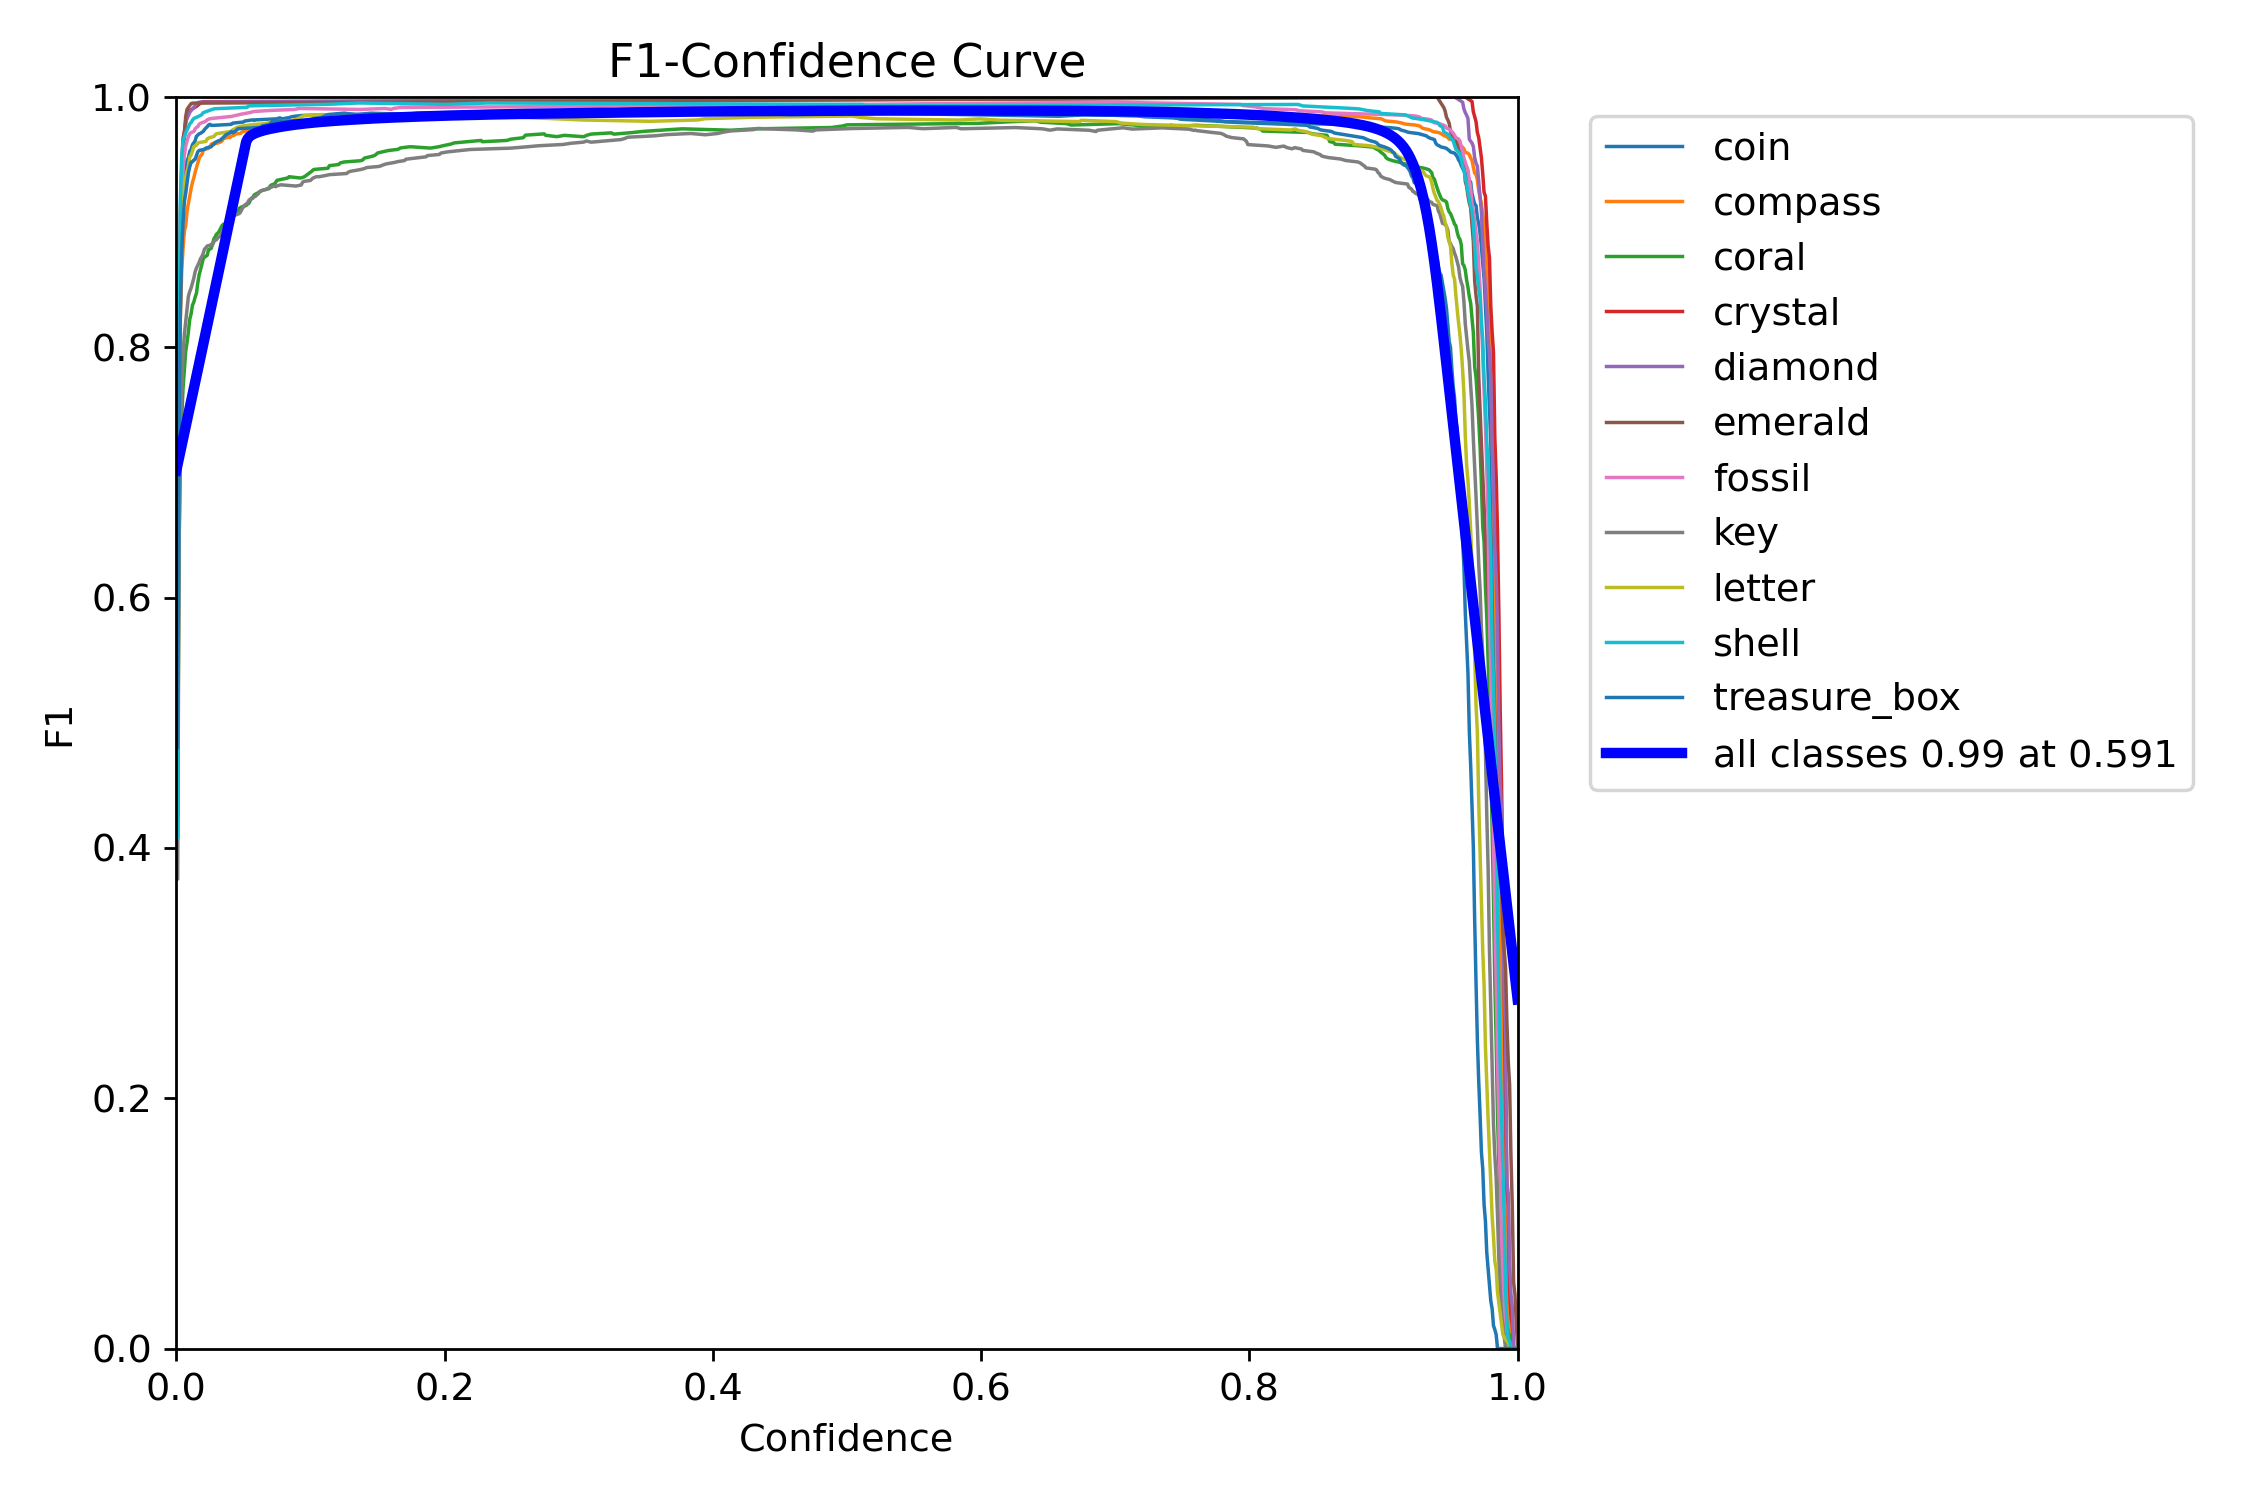 F1-Confidence Curve
1.0
0.8
0.6
0.4
0.2
0.0
F1
0.0 0.2 0.4 0.6 0.8 1.0
Confidence
coin
compass
coral
crystal
diamond
emerald
fossil
key
letter
shell
treasure_box
all classes 0.99 at 0.591